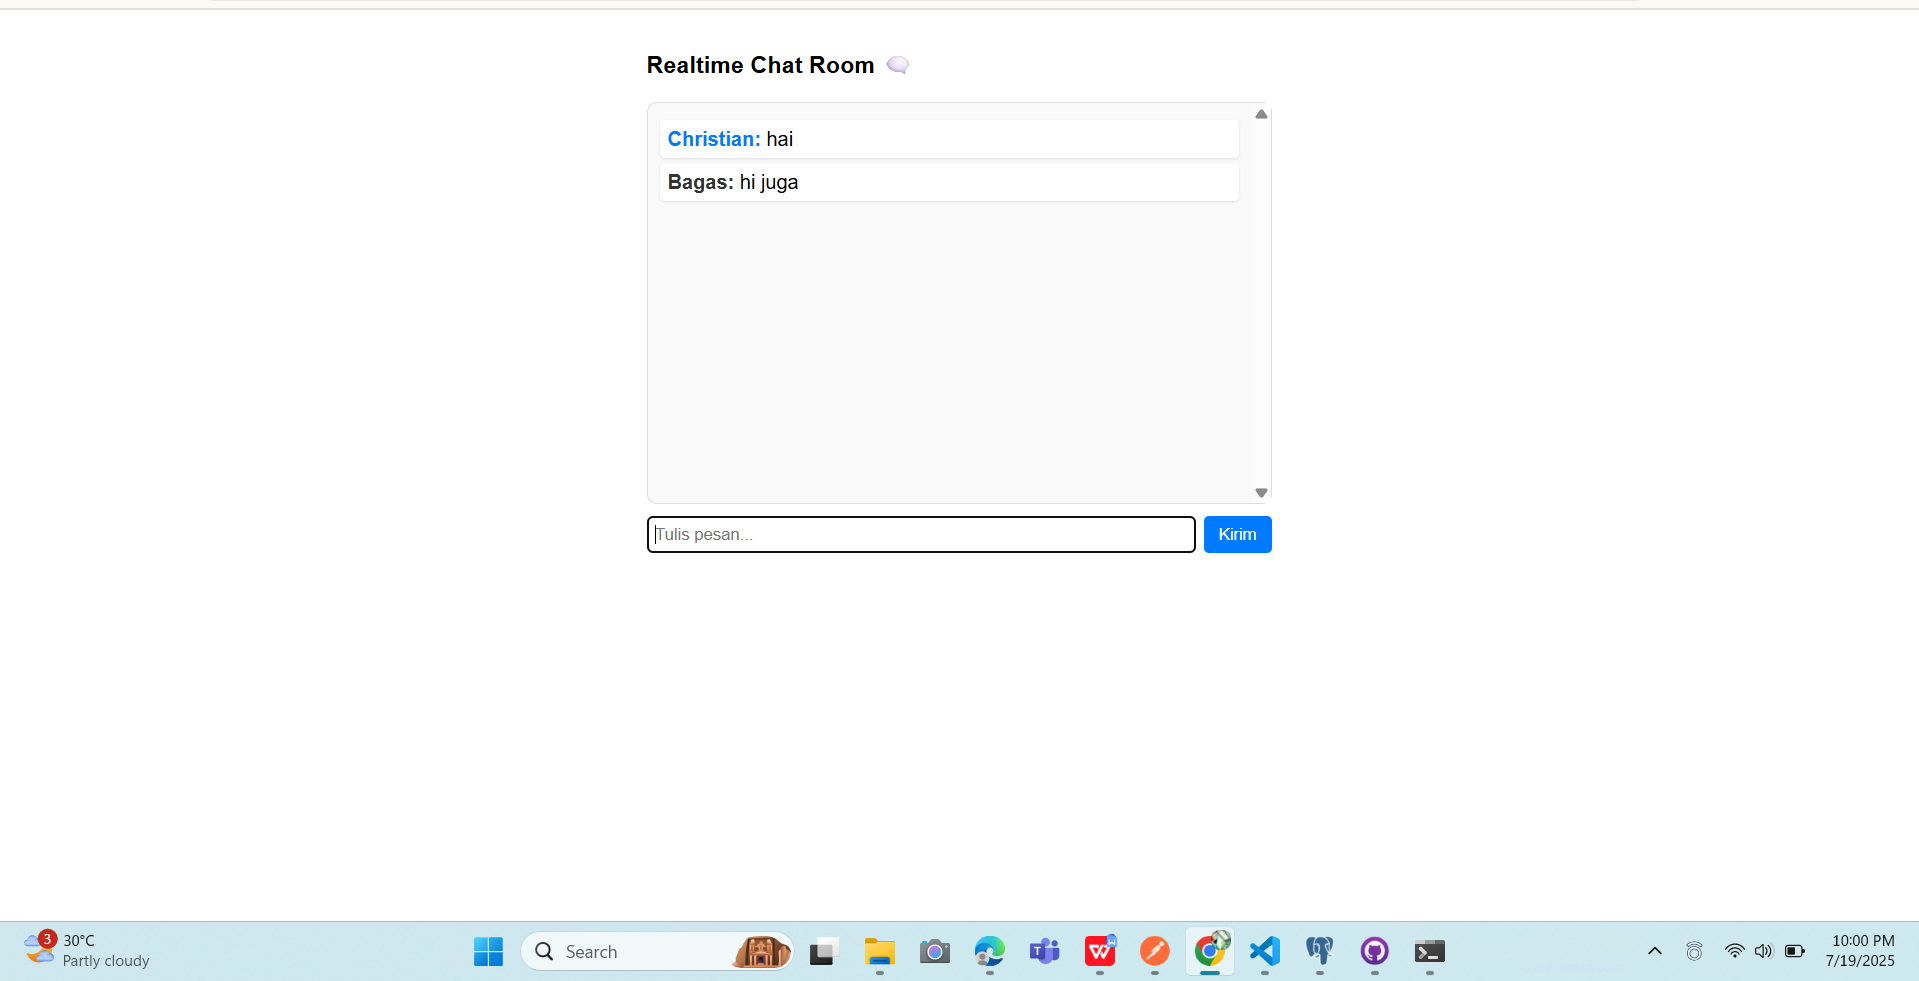 Realtime Chat Room
Christian: hai
Bagas: hi juga
Tulis pesan...
Kirim
3
30°C
Partly cloudy
Search
10:00 PM
7/19/2025